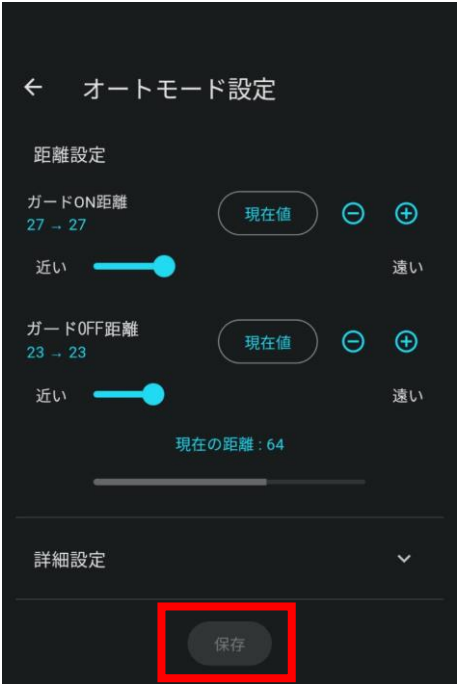 オートモード設定
距離設定
ガードON距離
27 → 27
現在値
近い
遠い
ガードOFF距離
23 → 23
現在値
近い
遠い
現在の距離 : 64
詳細設定
保存